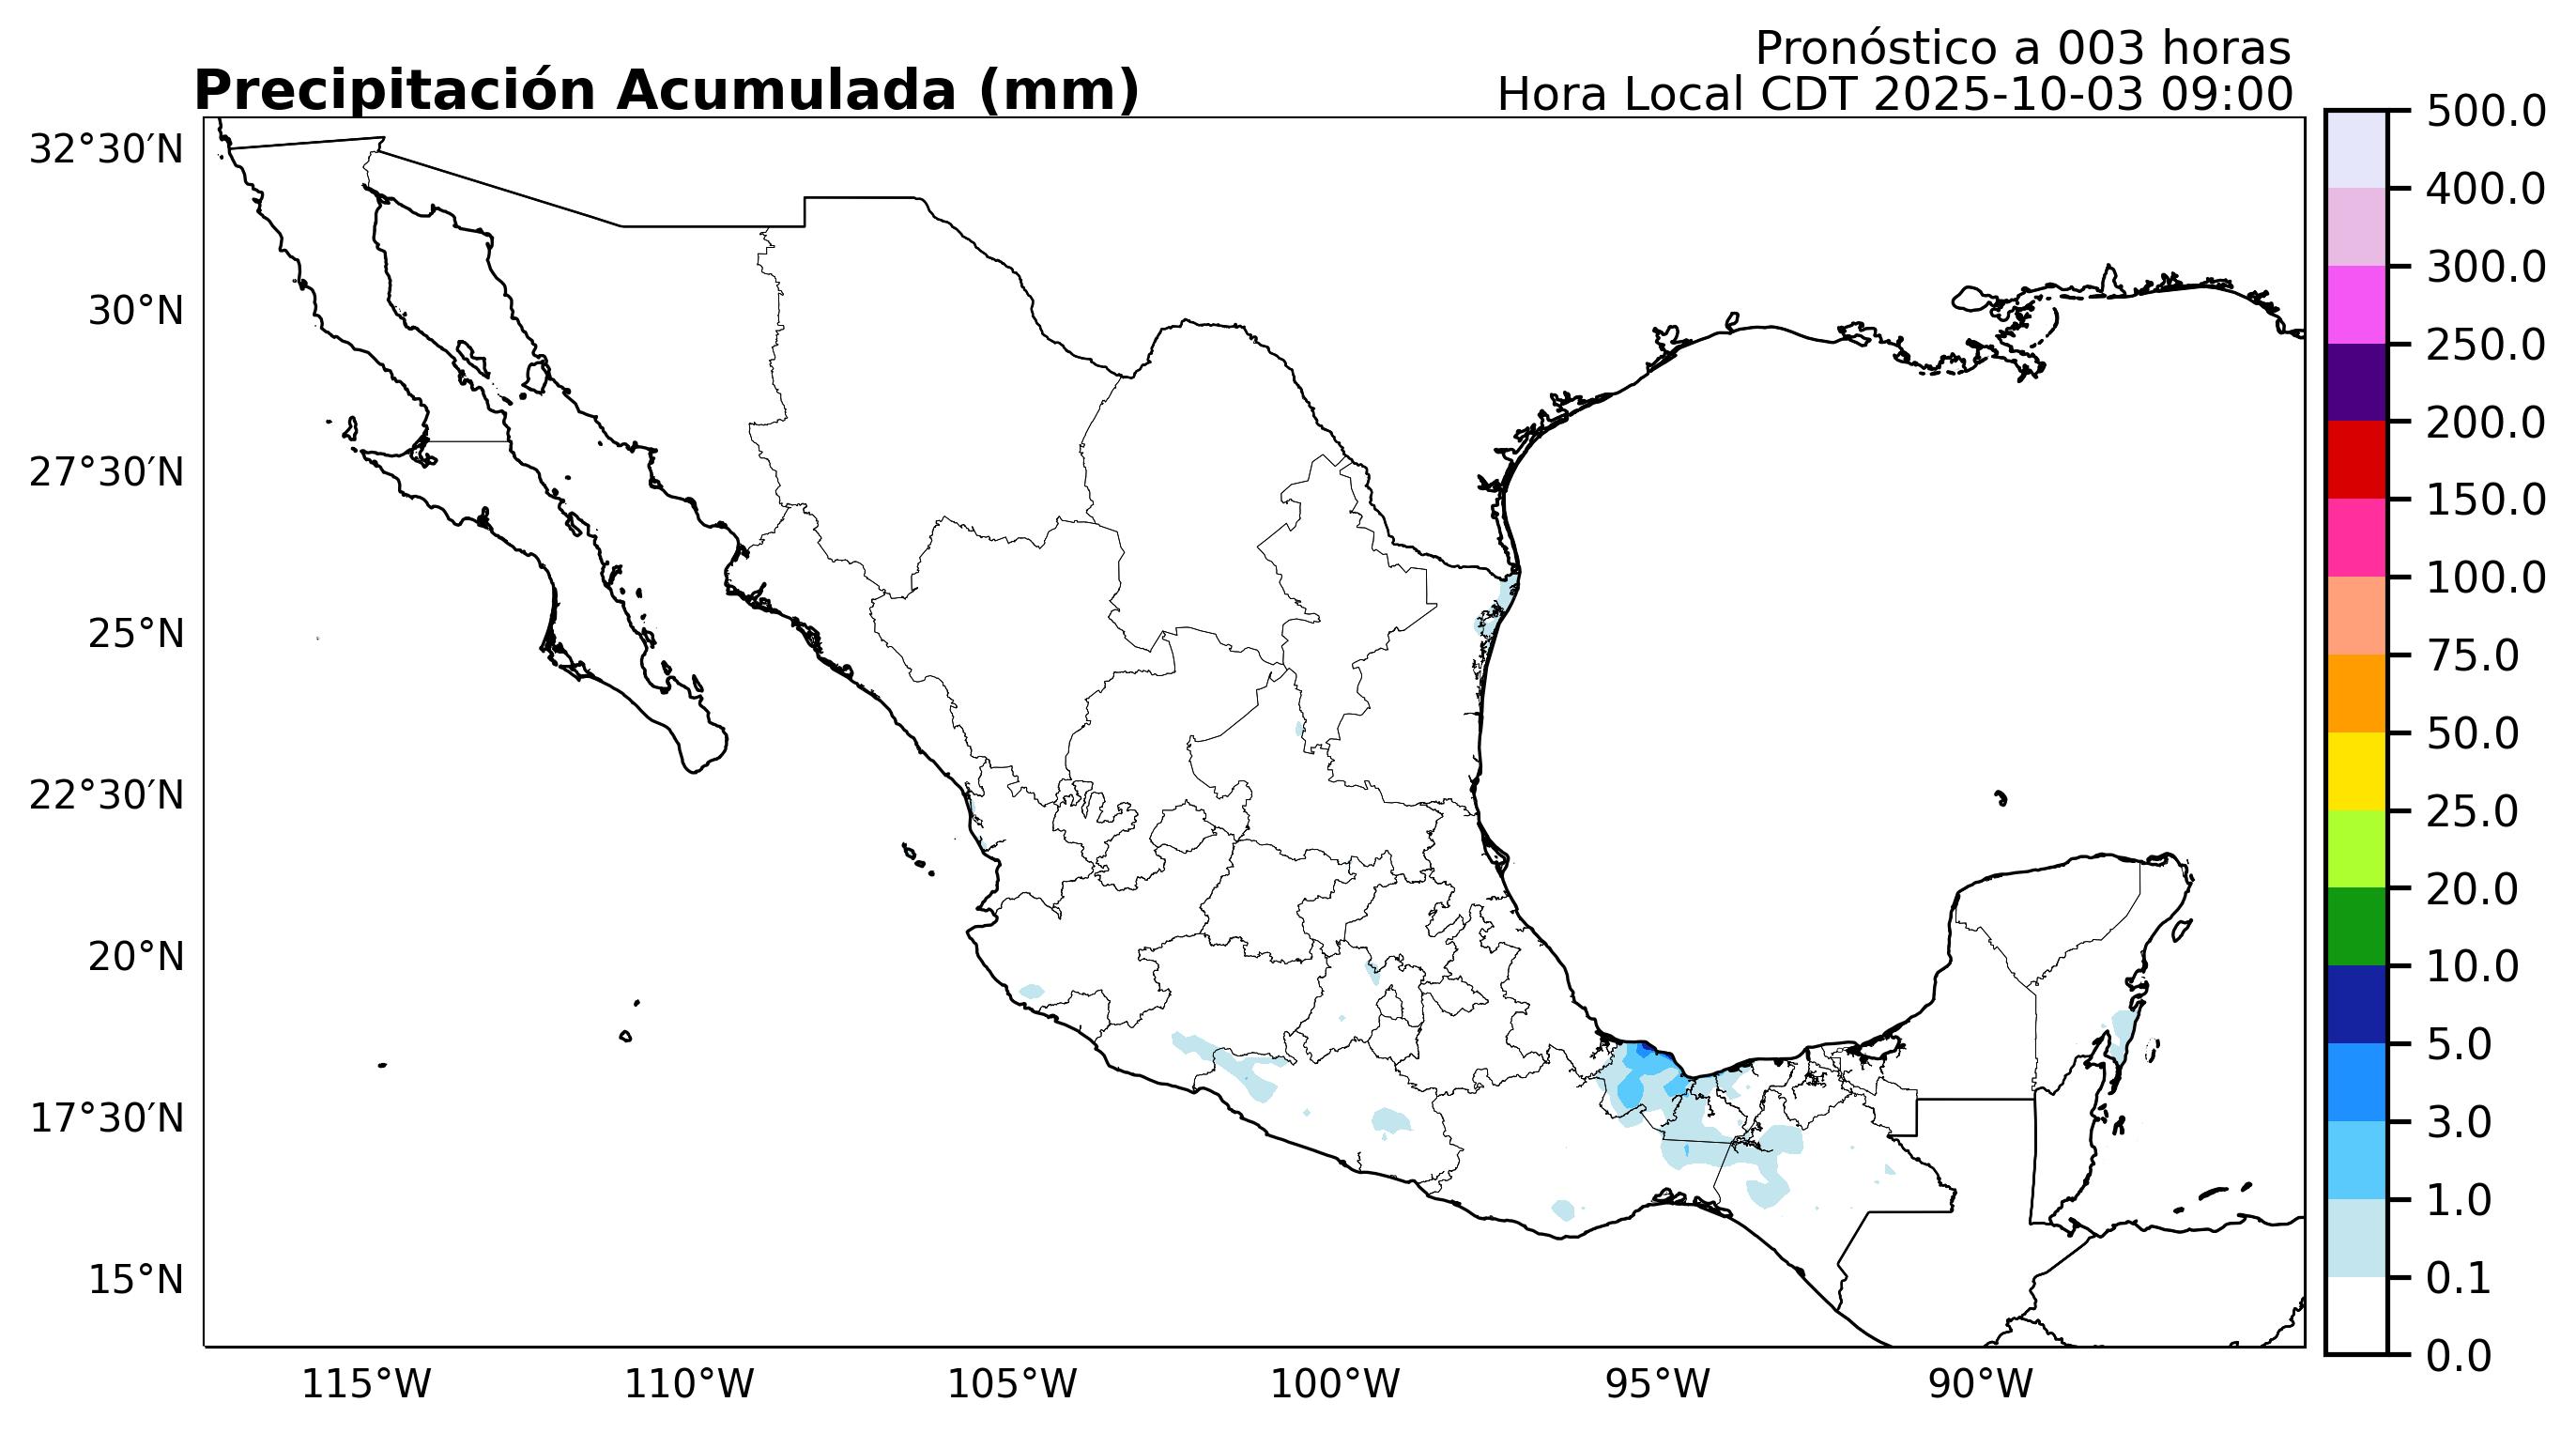 Pronóstico a 003 horas
Precipitación Acumulada (mm)
Hora Local CDT 2025-10-03 09:00
32°30′N
30°N
27°30′N
25°N
22°30′N
20°N
17°30′N
15°N
115°W
110°W
105°W
100°W
95°W
90°W
500.0
400.0
300.0
250.0
200.0
150.0
100.0
75.0
50.0
25.0
20.0
10.0
5.0
3.0
1.0
0.1
0.0